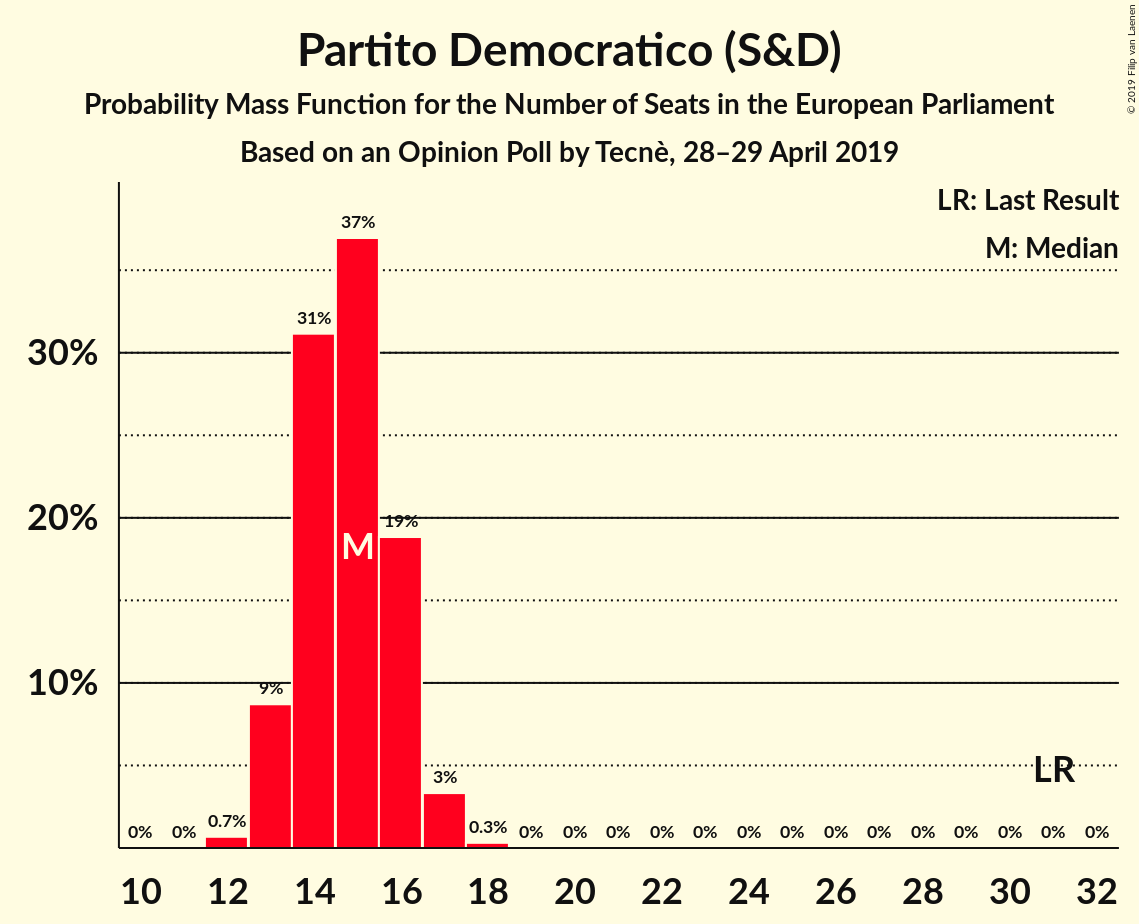 Partito Democratico (S&D)
Probability Mass Function for the Number of Seats in the European Parliament
Based on an Opinion Poll by Tecnè, 28–29 April 2019
© 2019 Filip van Laenen
LR: Last Result
M: Median
37%
31%
30%
20%
19%
M
10%
9%
LR
3%
0% 0% 0.7% 0.3% 0% 0% 0% 0% 0% 0% 0% 0% 0% 0% 0% 0% 0% 0%
10 12 14 16 18 20 22 24 26 28 30 32